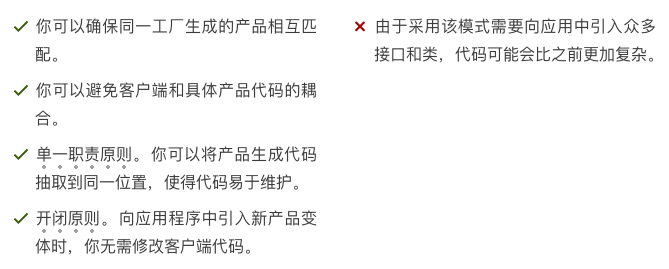 你可以确保同一工厂生成的产品相互匹
配。
你可以避免客户端和具体产品代码的耦
合。
单一职责原则。你可以将产品生成代码
抽取到同一位置，使得代码易于维护。
开闭原则。向应用程序中引入新产品变
体时，你无需修改客户端代码。
由于采用该模式需要向应用中引入众多
接口和类，代码可能会比之前更加复杂。